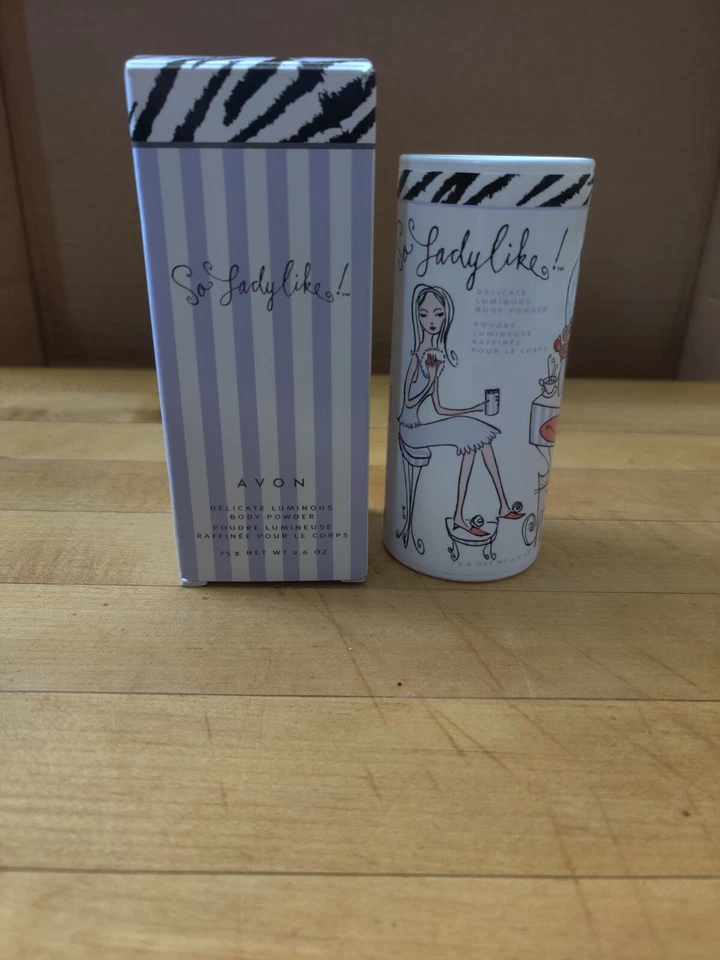 So Ladylike!™
AVON
DELICATE LUMINOUS
BODY POWDER
POUDRE LUMINEUSE
RAFFINÉE POUR LE CORPS
75 g NET WT 2.6 OZ
So Ladylike!™
DELICATE
LUMINOUS
BODY POWDER
POUDRE
LUMINEUSE
RAFFINÉE
POUR LE CORPS